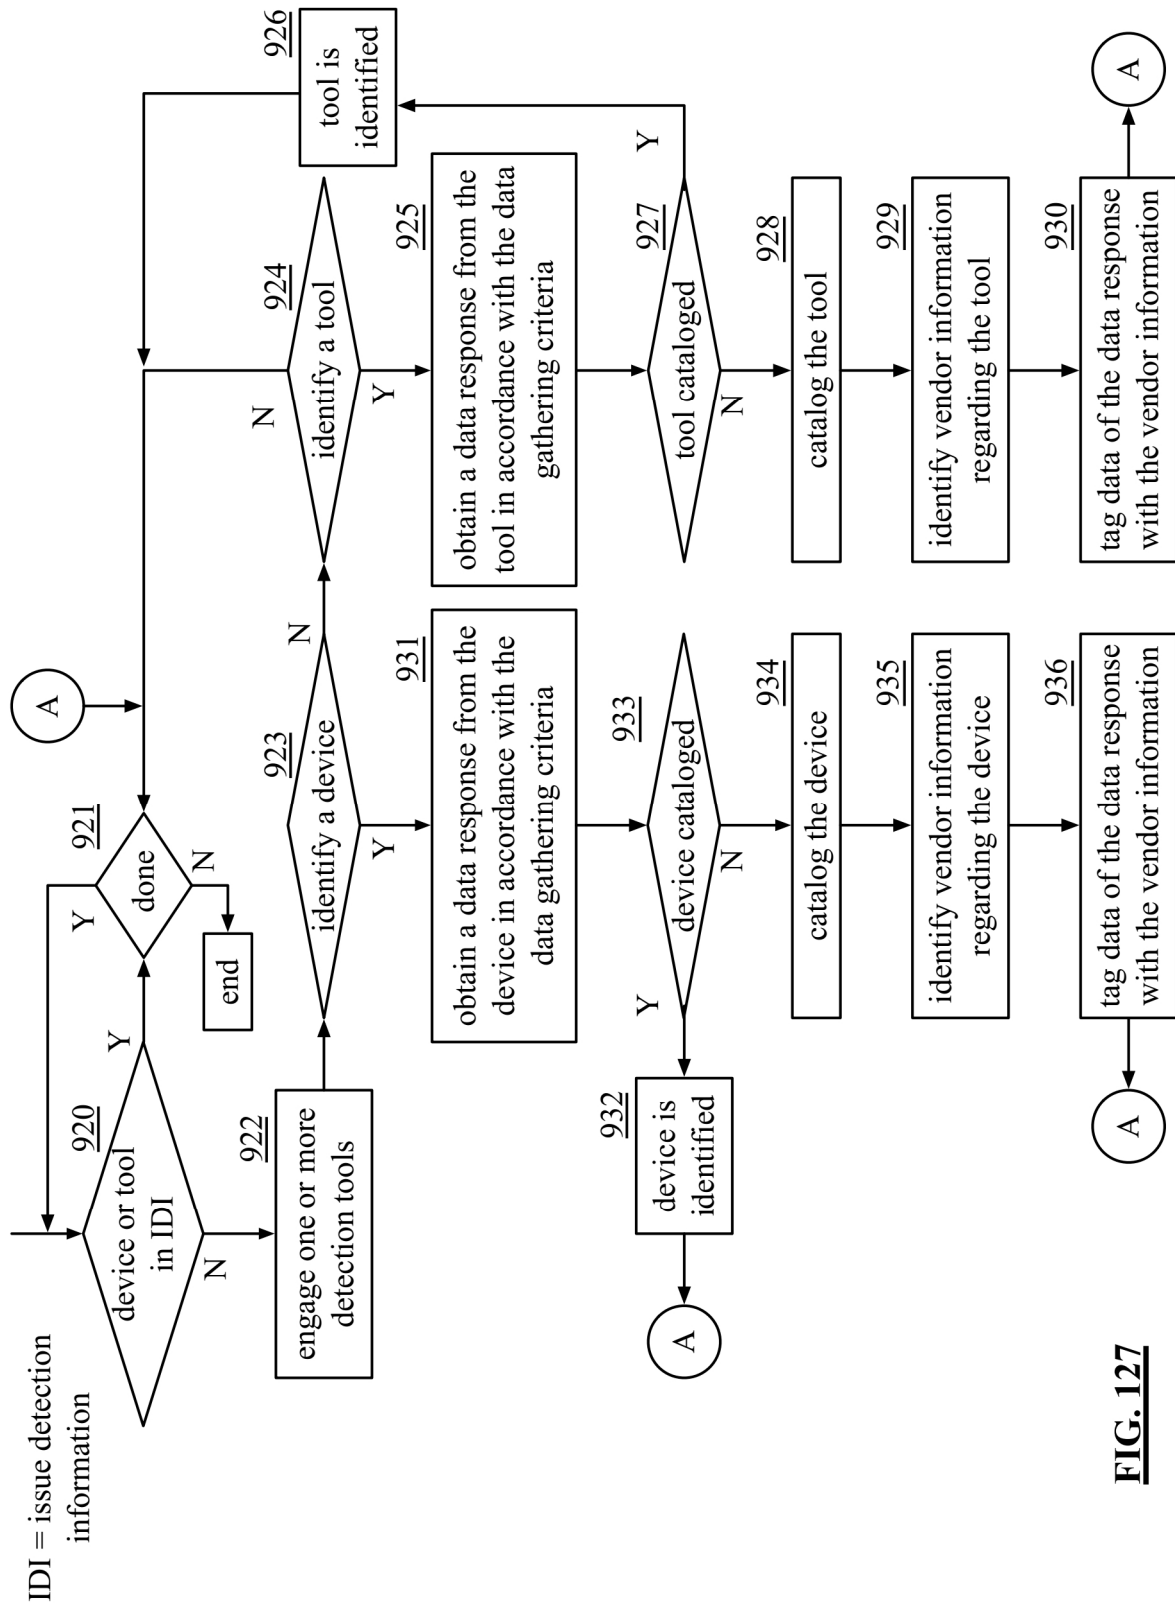 IDI = issue detection
information
A
920
device or tool
in IDI
Y
N
921
done
Y
N
end
922
engage one or more
detection tools
923
identify a device
N
Y
924
identify a tool
N
Y
926
tool is
identified
931
obtain a data response from the
device in accordance with the
data gathering criteria
925
obtain a data response from the
tool in accordance with the data
gathering criteria
932
device is
identified
A
933
device cataloged
Y
N
927
tool cataloged
Y
N
934
catalog the device
928
catalog the tool
935
identify vendor information
regarding the device
929
identify vendor information
regarding the tool
936
tag data of the data response
with the vendor information
A
930
tag data of the data response
with the vendor information
A
FIG. 127